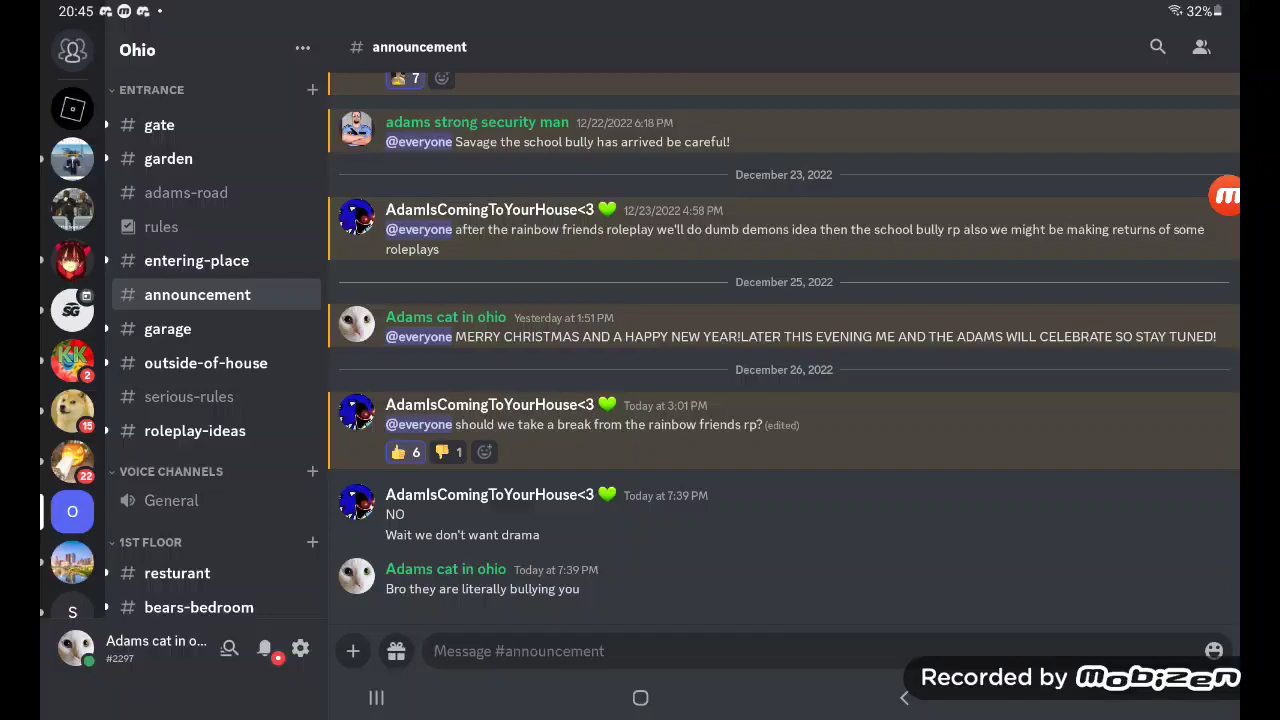 20:45
32%
Ohio
ENTRANCE
gate
garden
adams-road
rules
entering-place
announcement
garage
outside-of-house
serious-rules
roleplay-ideas
VOICE CHANNELS
General
1ST FLOOR
resturant
bears-bedroom
SG
KK
2
15
22
O
S
Adams cat in o...
#2297
# announcement
7
adams strong security man 12/22/2022 6:18 PM
@everyone Savage the school bully has arrived be careful!
December 23, 2022
AdamIsComingToYourHouse<3 💚 12/23/2022 4:58 PM
@everyone after the rainbow friends roleplay we'll do dumb demons idea then the school bully rp also we might be making returns of some
roleplays
December 25, 2022
Adams cat in ohio Yesterday at 1:51 PM
@everyone MERRY CHRISTMAS AND A HAPPY NEW YEAR!LATER THIS EVENING ME AND THE ADAMS WILL CELEBRATE SO STAY TUNED!
December 26, 2022
AdamIsComingToYourHouse<3 💚 Today at 3:01 PM
@everyone should we take a break from the rainbow friends rp? (edited)
👍 6 👎 1
AdamIsComingToYourHouse<3 💚 Today at 7:39 PM
NO
Wait we don't want drama
Adams cat in ohio Today at 7:39 PM
Bro they are literally bullying you
Message #announcement
Recorded by mobizen